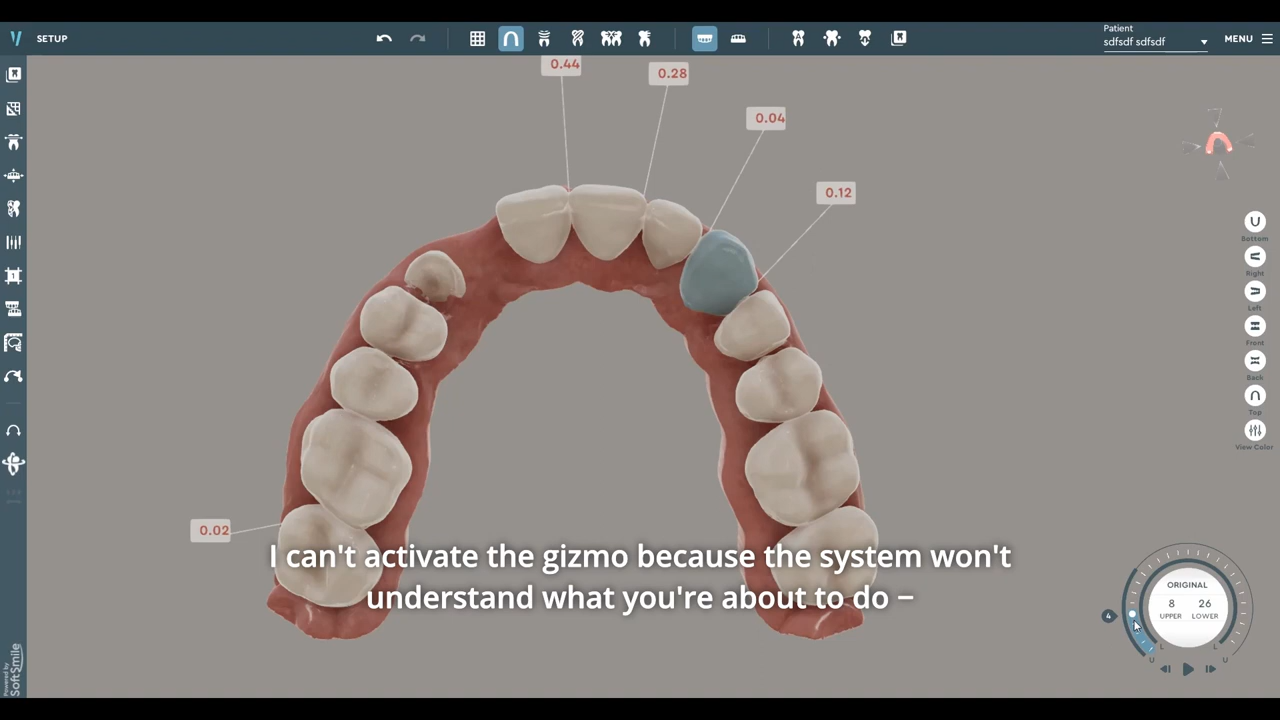 SETUP
Patient
sdfsdf sdfsdf
MENU
0.44
0.28
0.04
0.12
0.02
Bottom
Right
Left
Front
Back
Top
View Color
ORIGINAL
8 26
UPPER LOWER
4
L L
U U
I can't activate the gizmo because the system won't
understand what you're about to do –
Powered by
SoftSmile